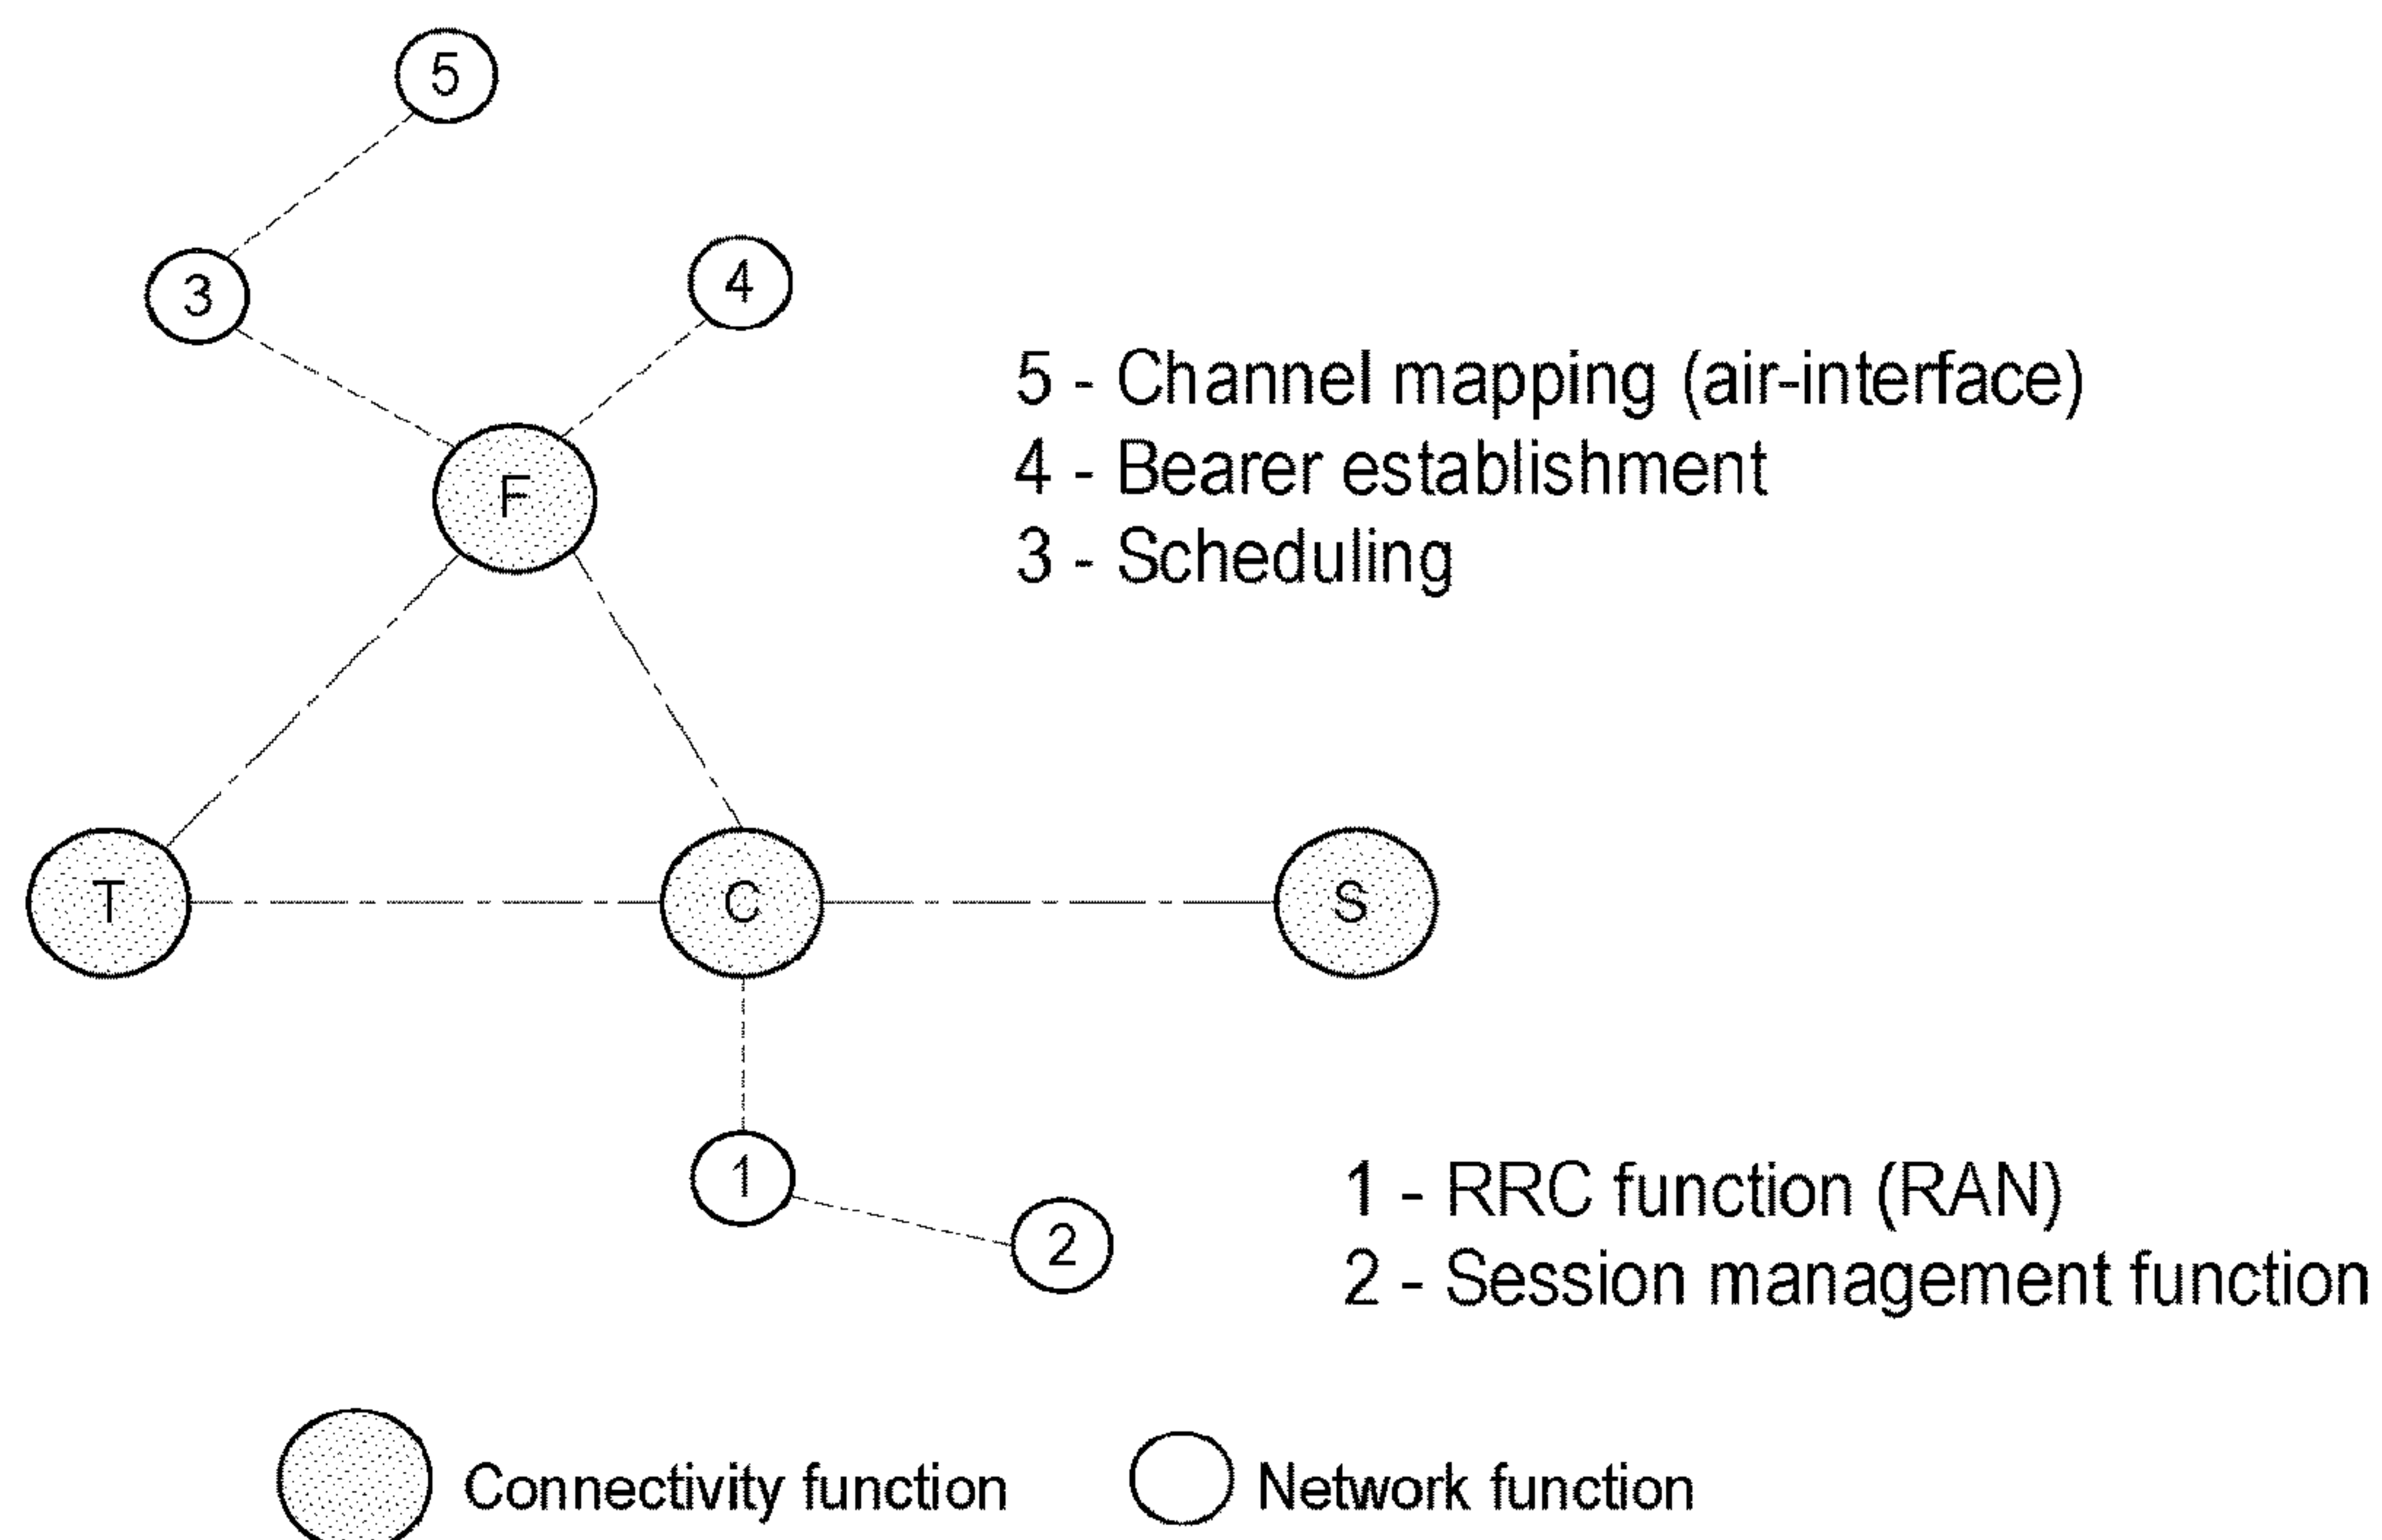 5
3
4
F
5 - Channel mapping (air-interface)
4 - Bearer establishment
3 - Scheduling
T
C
S
1
2
1 - RRC function (RAN)
2 - Session management function
Connectivity function
Network function